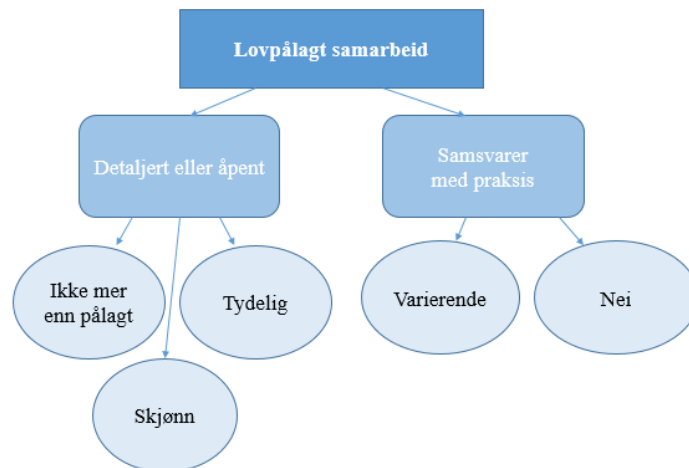 Lovpålagt samarbeid
Detaljert eller åpent
Samsvarer
med praksis
Ikke mer
enn pålagt
Tydelig
Varierende
Nei
Skjønn